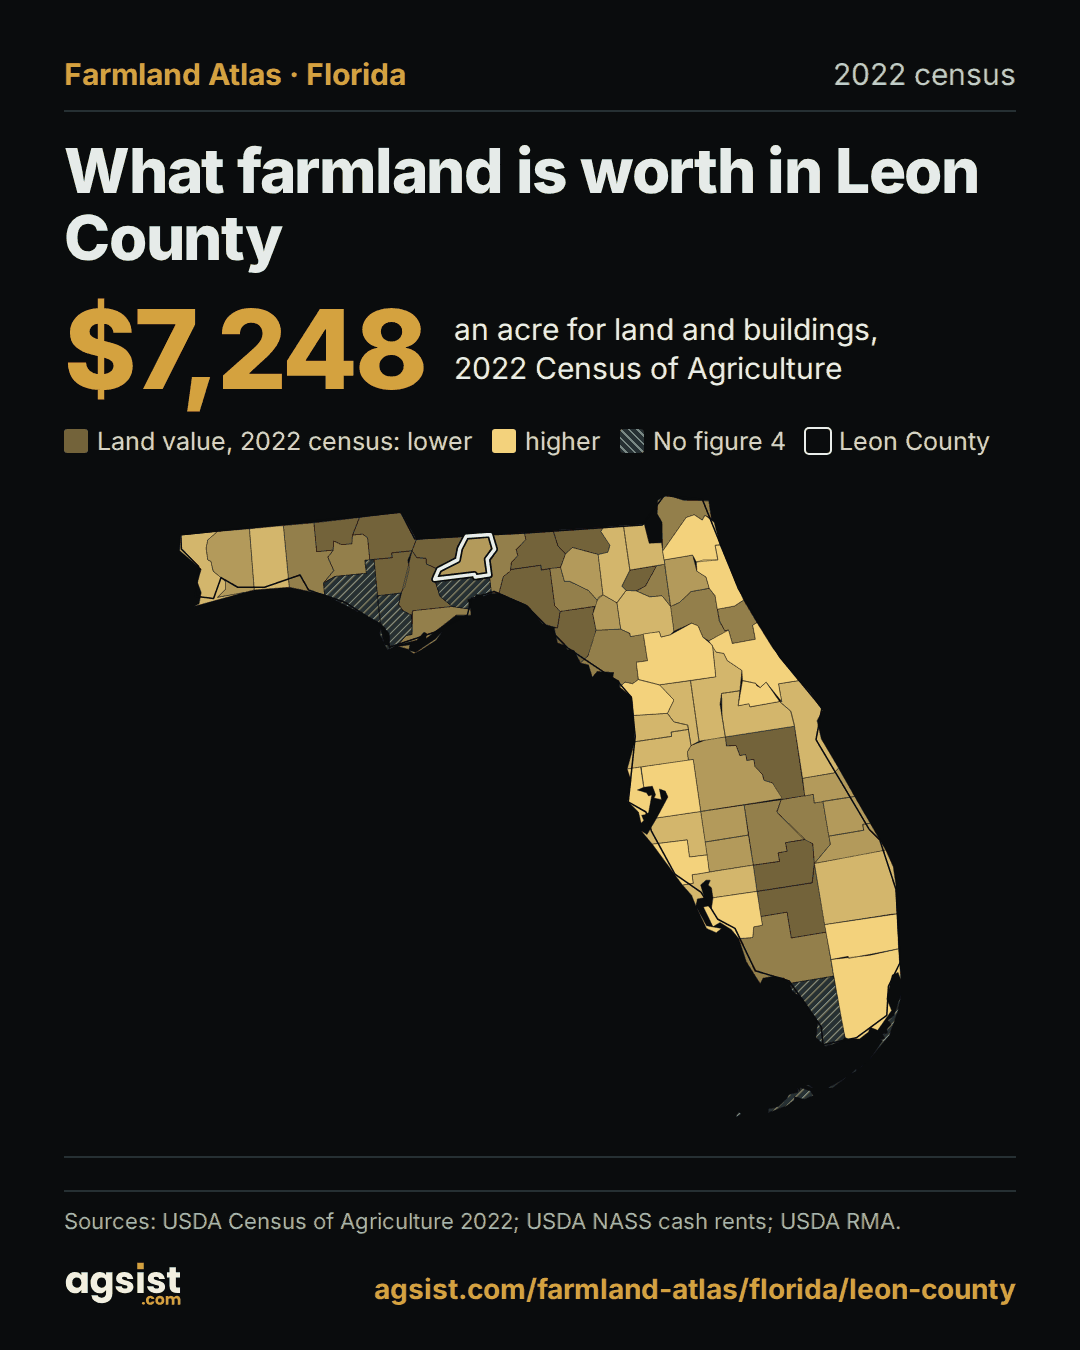 Farmland Atlas · Florida
2022 census
What farmland is worth in Leon
County
$7,248
an acre for land and buildings,
2022 Census of Agriculture
Land value, 2022 census: lower
higher
No figure 4
Leon County
Sources: USDA Census of Agriculture 2022; USDA NASS cash rents; USDA RMA.
agsist
.com
agsist.com/farmland-atlas/florida/leon-county